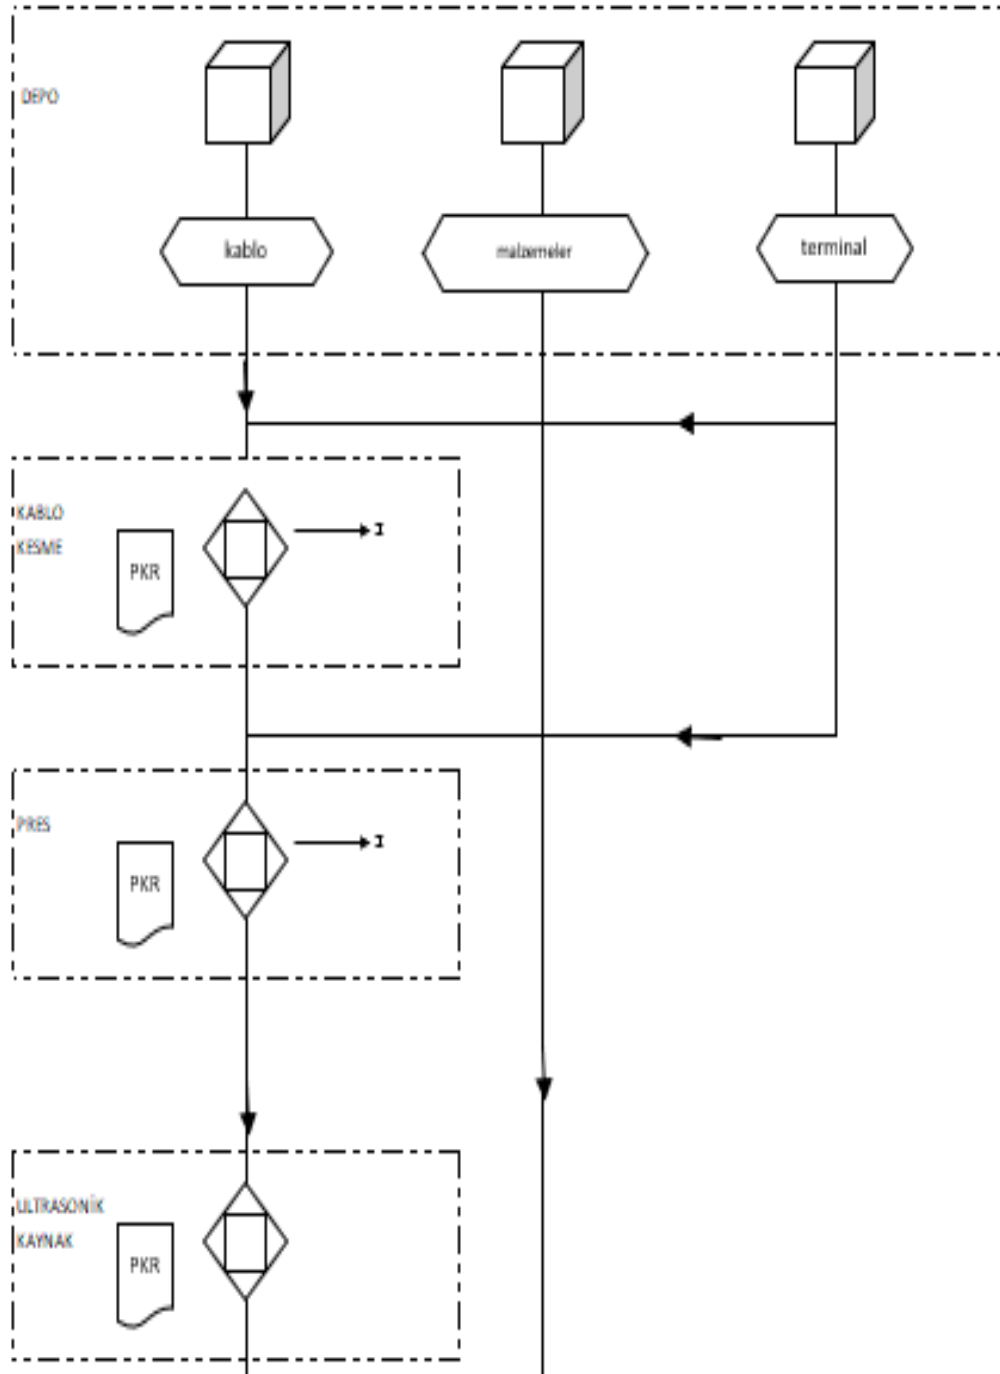 DEPO
kablo
malzemeler
terminal
KABLO
KESME
PKR
I
PRES
PKR
I
ULTRASONİK
KAYNAK
PKR